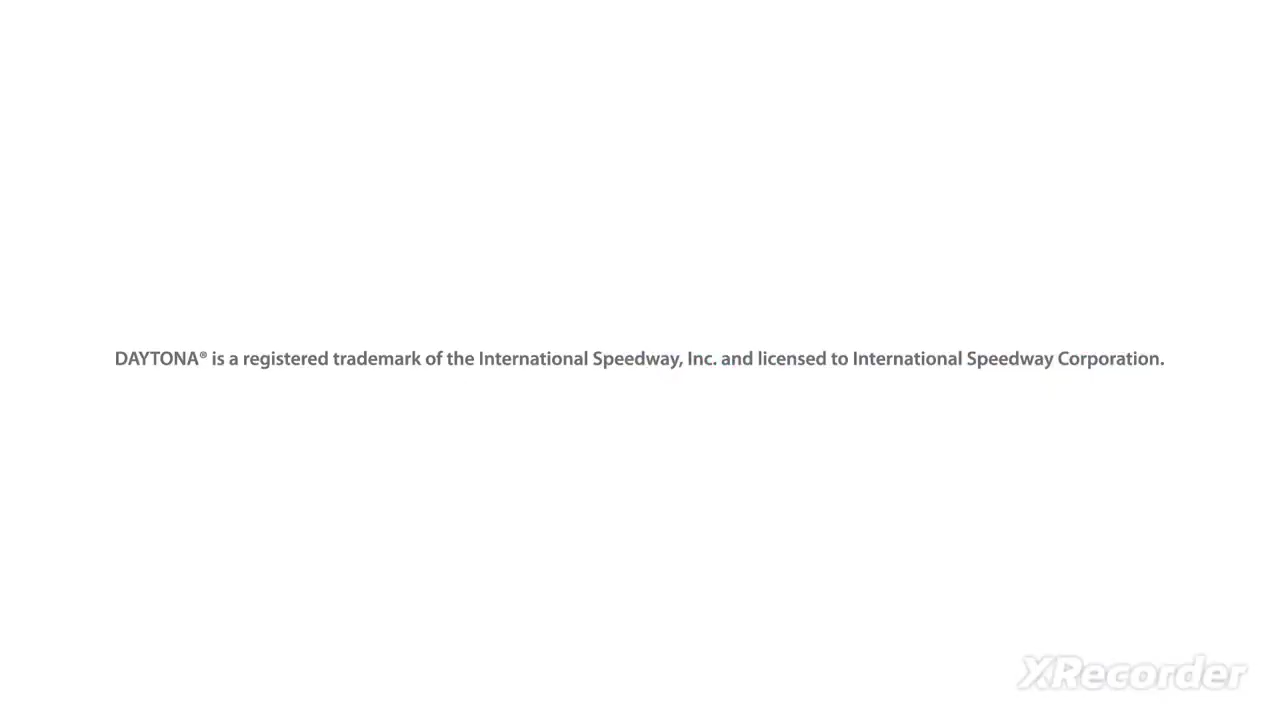 DAYTONA® is a registered trademark of the International Speedway, Inc. and licensed to International Speedway Corporation.
XRecorder